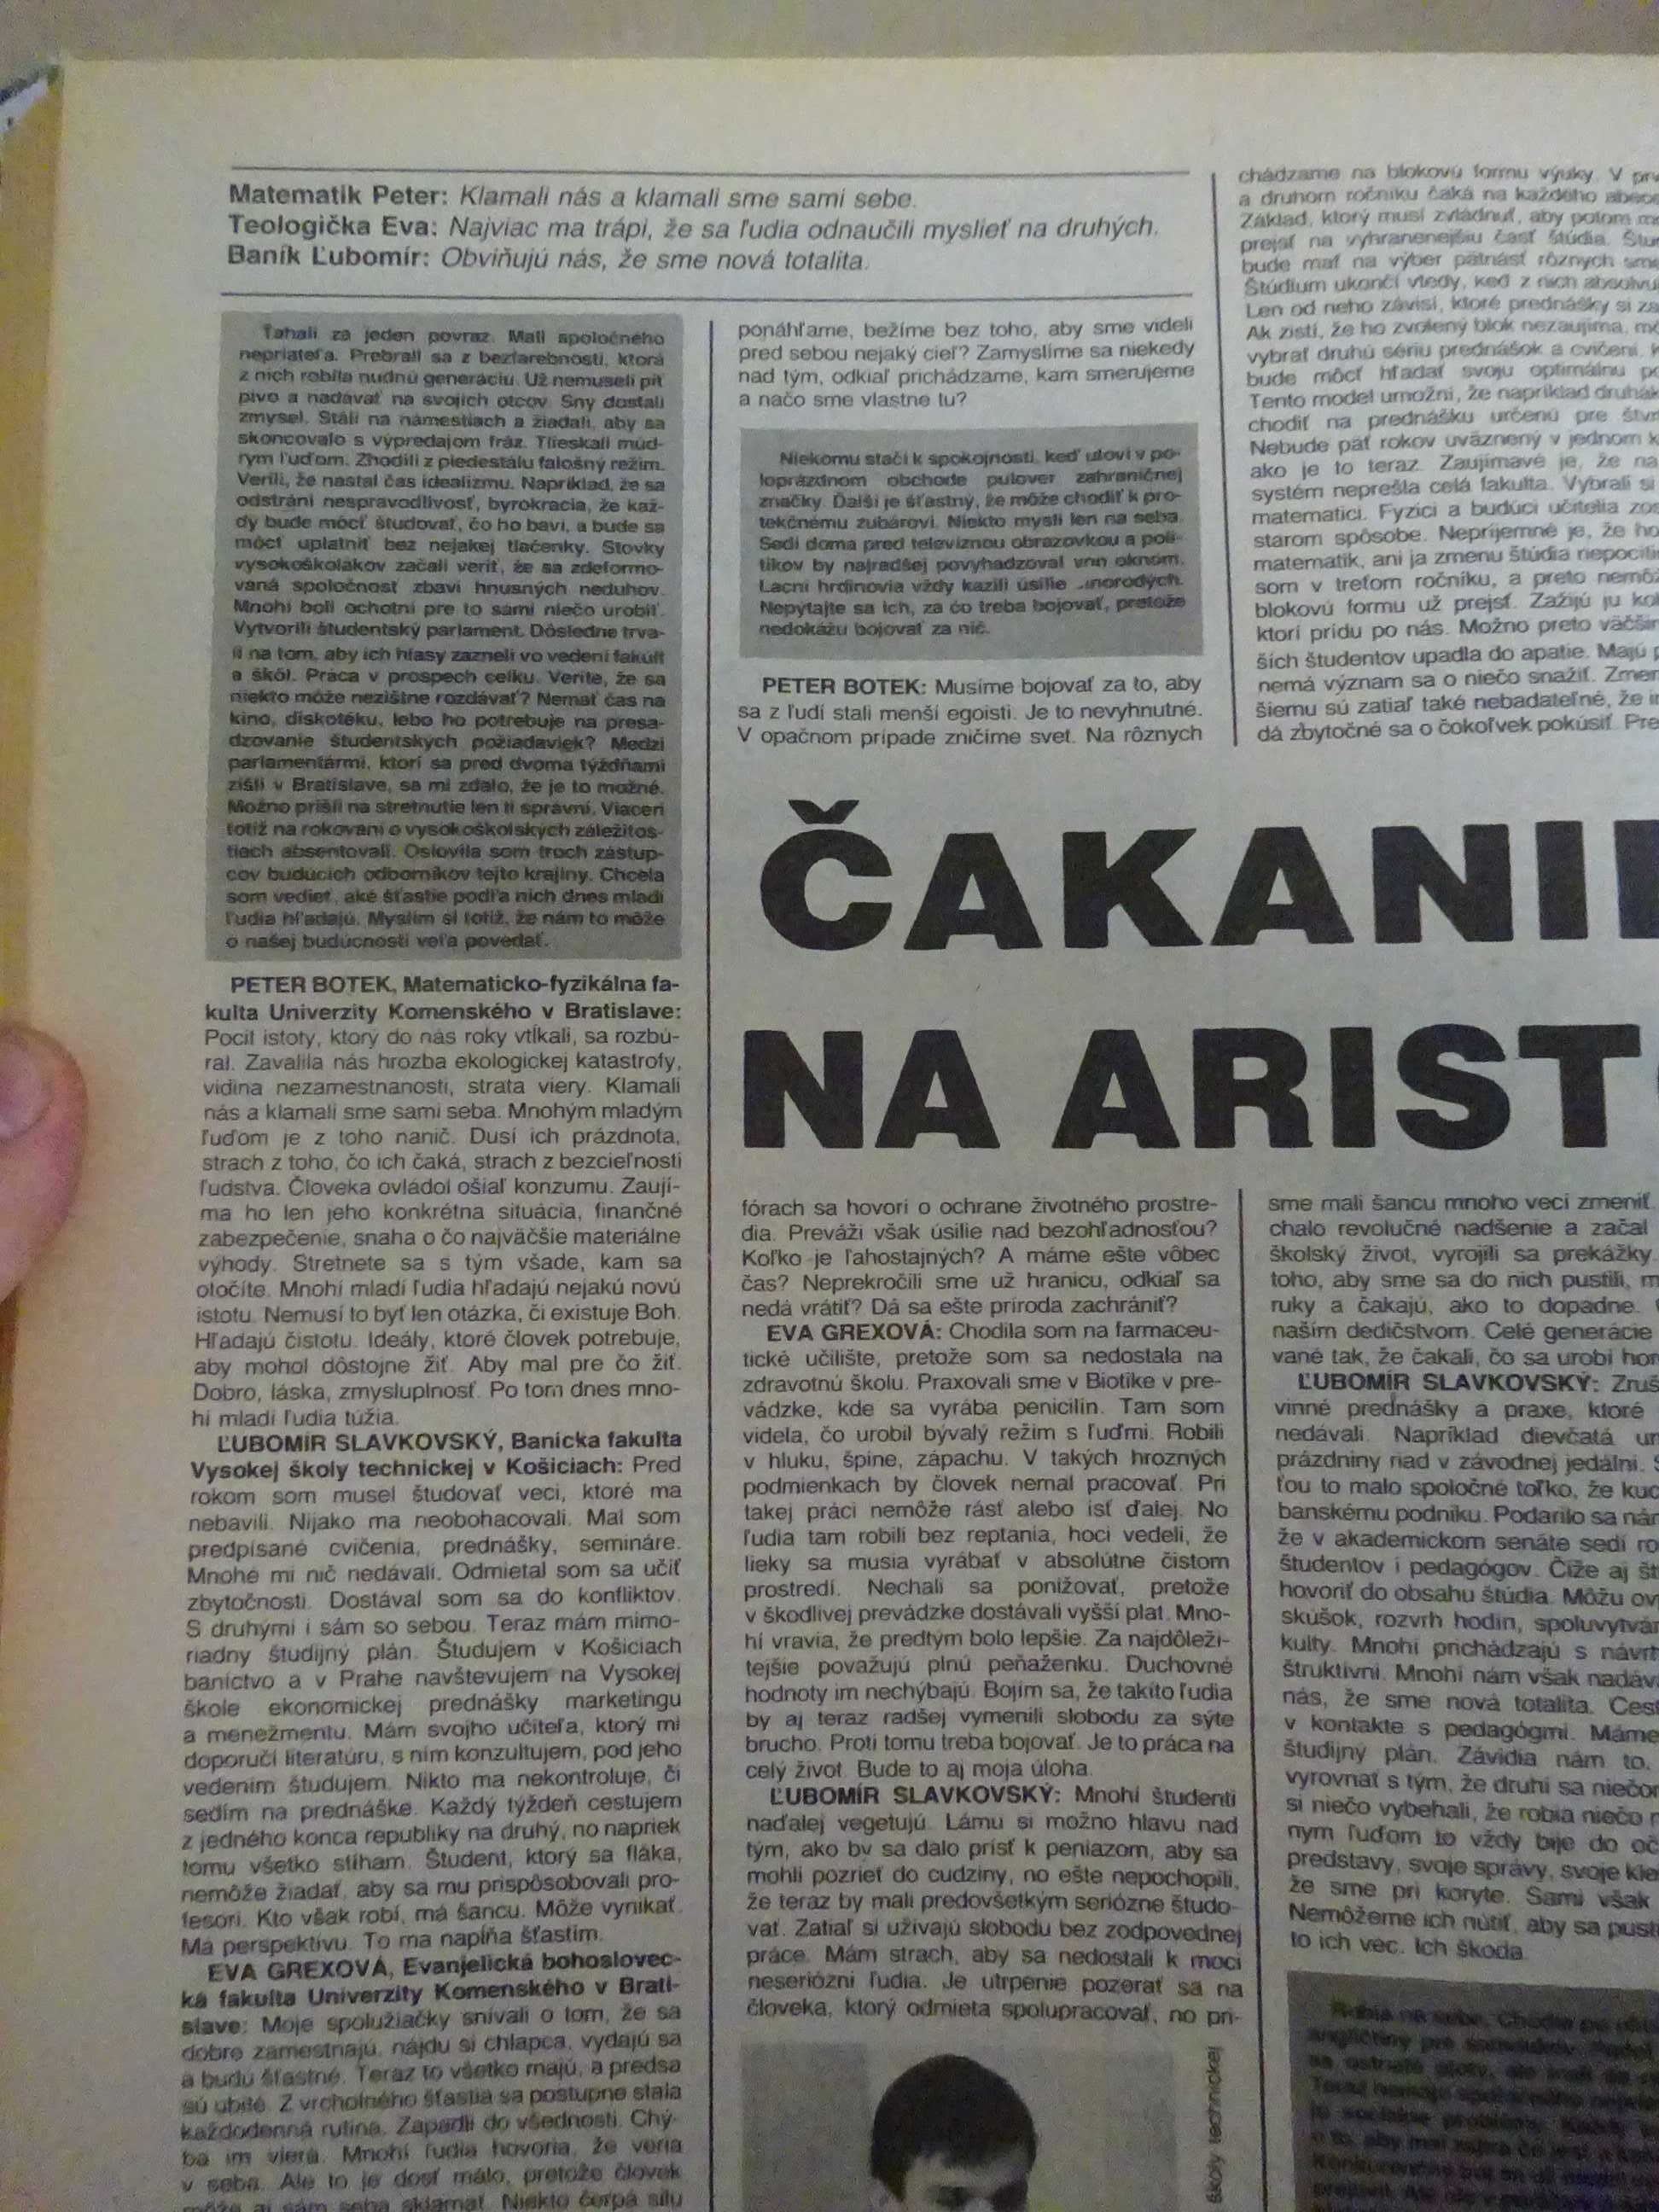 Matematik Peter: Klamali nás a klamali sme sami sebe.
Teologička Eva: Najviac ma trápi, že sa ľudia odnaučili myslieť na druhých.
Baník Ľubomír: Obviňujú nás, že sme nová totalita.
Ťahali za jeden povraz. Mali spoločného
nepriateľa. Prebrali sa z bezfarebnosti, ktorá
z nich robila nudnú generáciu. Už nemuseli piť
pivo a nadávať na svojich otcov. Sny dostali
zmysel. Stáli na námestiach a žiadali, aby sa
skoncovalo s výpredajom fráz. Tlieskali múd-
rym ľuďom. Zhodili z piedestálu falošný režim.
Verili, že nastal čas idealizmu. Napríklad, že sa
odstráni nespravodlivosť, byrokracia, že kaž-
dý bude môcť študovať, čo ho baví, a bude sa
môcť uplatniť bez nejakej tlačenky. Stovky
vysokoškolákov začali veriť, že sa zdeformo-
vaná spoločnosť zbaví hnusných neduhov.
Mnohí boli ochotní pre to sami niečo urobiť.
Vytvorili študentský parlament. Dôsledne trva-
li na tom, aby ich hlasy zazneli vo vedení fakúlt
a škôl. Práca v prospech celku. Veríte, že sa
niekto môže nezištne rozdávať? Nemať čas na
kino, diskotéku, lebo ho potrebuje na presa-
dzovanie študentských požiadaviek? Medzi
parlamentármi, ktorí sa pred dvoma týždňami
zišli v Bratislave, sa mi zdalo, že je to možné.
Možno prišli na stretnutie len tí správni. Viacerí
totiž na rokovaní o vysokoškolských záležitos-
tiach absentovali. Oslovila som troch zástup-
cov budúcich odborníkov tejto krajiny. Chcela
som vedieť, aké šťastie podľa nich dnes mladí
ľudia hľadajú. Myslím si totiž, že nám to môže
o našej budúcnosti veľa povedať.
PETER BOTEK, Matematicko-fyzikálna fa-
kulta Univerzity Komenského v Bratislave:
Pocit istoty, ktorý do nás roky vtĺkali, sa rozbú-
ral. Zavalila nás hrozba ekologickej katastrofy,
vidina nezamestnanosti, strata viery. Klamali
nás a klamali sme sami seba. Mnohým mladým
ľuďom je z toho nanič. Dusí ich prázdnota,
strach z toho, čo ich čaká, strach z bezcieľnosti
ľudstva. Človeka ovládol ošiaľ konzumu. Zaují-
ma ho len jeho konkrétna situácia, finančné
zabezpečenie, snaha o čo najväčšie materiálne
výhody. Stretnete sa s tým všade, kam sa
otočíte. Mnohí mladí ľudia hľadajú nejakú novú
istotu. Nemusí to byť len otázka, či existuje Boh.
Hľadajú čistotu. Ideály, ktoré človek potrebuje,
aby mohol dôstojne žiť. Aby mal pre čo žiť.
Dobro, láska, zmysluplnosť. Po tom dnes mno-
hí mladí ľudia túžia.
ĽUBOMÍR SLAVKOVSKÝ, Banícka fakulta
Vysokej školy technickej v Košiciach: Pred
rokom som musel študovať veci, ktoré ma
nebavili. Nijako ma neobohacovali. Mal som
predpísané cvičenia, prednášky, semináre.
Mnohé mi nič nedávali. Odmietal som sa učiť
zbytočnosti. Dostával som sa do konfliktov.
S druhými i sám so sebou. Teraz mám mimo-
riadny študijný plán. Študujem v Košiciach
baníctvo a v Prahe navštevujem na Vysokej
škole ekonomickej prednášky marketingu
a menežmentu. Mám svojho učiteľa, ktorý mi
doporučí literatúru, s ním konzultujem, pod jeho
vedením študujem. Nikto ma nekontroluje, či
sedím na prednáške. Každý týždeň cestujem
z jedného konca republiky na druhý, no napriek
tomu všetko stíham. Študent, ktorý sa fláka,
nemôže žiadať, aby sa mu prispôsobovali pro-
fesori. Kto však robí, má šancu. Môže vynikať.
Má perspektívu. To ma napĺňa šťastím.
EVA GREXOVÁ, Evanjelická bohoslovec-
ká fakulta Univerzity Komenského v Brati-
slave: Moje spolužiačky snívali o tom, že sa
dobre zamestnajú, nájdu si chlapca, vydajú sa
a budú šťastné. Teraz to všetko majú, a predsa
sú ubité. Z vrcholného šťastia sa postupne stala
každodenná rutina. Zapadli do všednosti. Chý-
ba im viera. Mnohí ľudia hovoria, že veria
v seba. Ale to je dosť málo, pretože človek
môže aj sám seba sklamať. Niekto čerpá silu
ponáhľame, bežíme bez toho, aby sme videli
pred sebou nejaký cieľ? Zamyslíme sa niekedy
nad tým, odkiaľ prichádzame, kam smerujeme
a načo sme vlastne tu?
Niekomu stačí k spokojnosti, keď uloví v po-
loprázdnom obchode pulover zahraničnej
značky. Ďalší je šťastný, že môže chodiť k pro-
tekčnému zubárovi. Niekto myslí len na seba.
Sedí doma pred televíznou obrazovkou a poli-
tikov by najradšej povyhadzoval von oknom.
Lacní hrdinovia vždy kazili úsilie
Nepýtajte sa ich, za čo treba bojovať, pretože
nedokážu bojovať za nič.
PETER BOTEK: Musíme bojovať za to, aby
sa z ľudí stali menší egoisti. Je to nevyhnutné.
V opačnom prípade zničíme svet. Na rôznych
ČAKANI
NA ARIST
fórach sa hovorí o ochrane životného prostre-
dia. Preváži však úsilie nad bezohľadnosťou?
Koľko je ľahostajných? A máme ešte vôbec
čas? Neprekročili sme už hranicu, odkiaľ sa
nedá vrátiť? Dá sa ešte príroda zachrániť?
EVA GREXOVÁ: Chodila som na farmaceu-
tické učilište, pretože som sa nedostala na
zdravotnú školu. Praxovali sme v Biotike v pre-
vádzke, kde sa vyrába penicilín. Tam som
videla, čo urobil bývalý režim s ľuďmi. Robili
v hluku, špine, zápachu. V takých hrozných
podmienkach by človek nemal pracovať. Pri
takej práci nemôže rásť alebo ísť ďalej. No
ľudia tam robili bez reptania, hoci vedeli, že
lieky sa musia vyrábať v absolútne čistom
prostredí. Nechali sa ponižovať, pretože
v škodlivej prevádzke dostávali vyšší plat. Mno-
hí vravia, že predtým bolo lepšie. Za najdôleži-
tejšie považujú plnú peňaženku. Duchovné
hodnoty im nechýbajú. Bojím sa, že takíto ľudia
by aj teraz radšej vymenili slobodu za sýte
brucho. Proti tomu treba bojovať. Je to práca na
celý život. Bude to aj moja úloha.
ĽUBOMÍR SLAVKOVSKÝ: Mnohí študenti
naďalej vegetujú. Lámu si možno hlavu nad
tým, ako by sa dalo prísť k peniazom, aby sa
mohli pozrieť do cudziny, no ešte nepochopili,
že teraz by mali predovšetkým seriózne študo-
vať. Zatiaľ si užívajú slobodu bez zodpovednej
práce. Mám strach, aby sa nedostali k moci
neseriózni ľudia. Je utrpenie pozerať sa na
človeka, ktorý odmieta spolupracovať, no pri-
školy technickej
chádzame na blokovú formu výuky. V
a druhom ročníku čaká na každého
Základ, ktorý musí zvládnuť, aby potom
prejsť na vyhranenejšiu časť štúdia.
bude mať na výber pätnásť rôznych
Štúdium ukončí vtedy, keď z nich
Len od neho závisí, ktoré prednášky si
Ak zistí, že ho zvolený blok nezaujíma,
vybrať druhú sériu prednášok a cvičení.
bude môcť hľadať svoju optimálnu
Tento model umožní, že napríklad druhák
chodiť na prednášku určenú pre
Nebude päť rokov uväznený v jednom
ako je to teraz. Zaujímavé je, že na
systém neprešla celá fakulta. Vybrali si
matematici. Fyzici a budúci učitelia
starom spôsobe. Nepríjemné je, že
matematik, ani ja zmenu štúdia
som v treťom ročníku, a preto
blokovú formu už prejsť. Zažijú ju
ktorí prídu po nás. Možno preto
ších študentov upadla do apatie. Majú
nemá význam sa o niečo snažiť.
šiemu sú zatiaľ také nebadateľné, že
dá zbytočné sa o čokoľvek pokúsiť.
sme mali šancu mnoho vecí zmeniť.
chalo revolučné nadšenie a začal
školský život, vyrojili sa prekážky.
toho, aby sme sa do nich pustili,
ruky a čakajú, ako to dopadne.
naším dedičstvom. Celé generácie
vané tak, že čakali, čo sa urobí
ĽUBOMÍR SLAVKOVSKÝ:
vinné prednášky a praxe, ktoré
nedávali. Napríklad dievčatá
prázdniny riad v závodnej jedálni.
ťou to malo spoločné toľko, že
banskému podniku. Podarilo sa
že v akademickom senáte sedí
študentov i pedagógov. Čiže aj
hovoriť do obsahu štúdia. Môžu
skúšok, rozvrh hodín,
kulty. Mnohí prichádzajú s
štruktívni. Mnohí nám však
nás, že sme nová totalita.
v kontakte s pedagógmi. Máme
študijný plán. Závidia nám to.
vyrovnať s tým, že druhí sa
si niečo vybehali, že robia niečo
nym ľuďom to vždy bije do
predstavy, svoje správy, svoje
že sme pri koryte. Sami však
Nemôžeme ich nútiť, aby sa
to ich vec. Ich škoda.